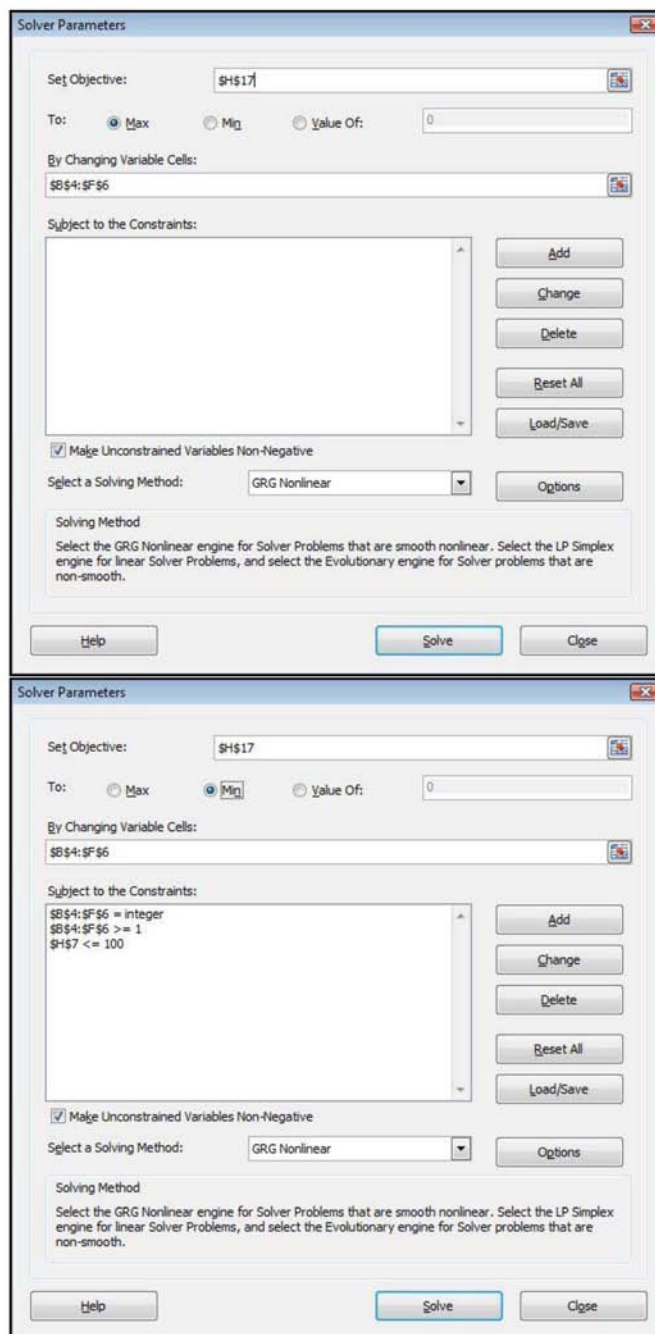 Solver Parameters
Set Objective: $H$17
To: Max Min Value Of: 0
By Changing Variable Cells:
$B$4:$F$6
Subject to the Constraints:
Add
Change
Delete
Reset All
Load/Save
Make Unconstrained Variables Non-Negative
Select a Solving Method: GRG Nonlinear Options
Solving Method
Select the GRG Nonlinear engine for Solver Problems that are smooth nonlinear. Select the LP Simplex
engine for linear Solver Problems, and select the Evolutionary engine for Solver problems that are
non-smooth.
Help Solve Close
Solver Parameters
Set Objective: $H$17
To: Max Min Value Of: 0
By Changing Variable Cells:
$B$4:$F$6
Subject to the Constraints:
$B$4:$F$6 = integer
$B$4:$F$6 >= 1
$H$7 <= 100
Add
Change
Delete
Reset All
Load/Save
Make Unconstrained Variables Non-Negative
Select a Solving Method: GRG Nonlinear Options
Solving Method
Select the GRG Nonlinear engine for Solver Problems that are smooth nonlinear. Select the LP Simplex
engine for linear Solver Problems, and select the Evolutionary engine for Solver problems that are
non-smooth.
Help Solve Close